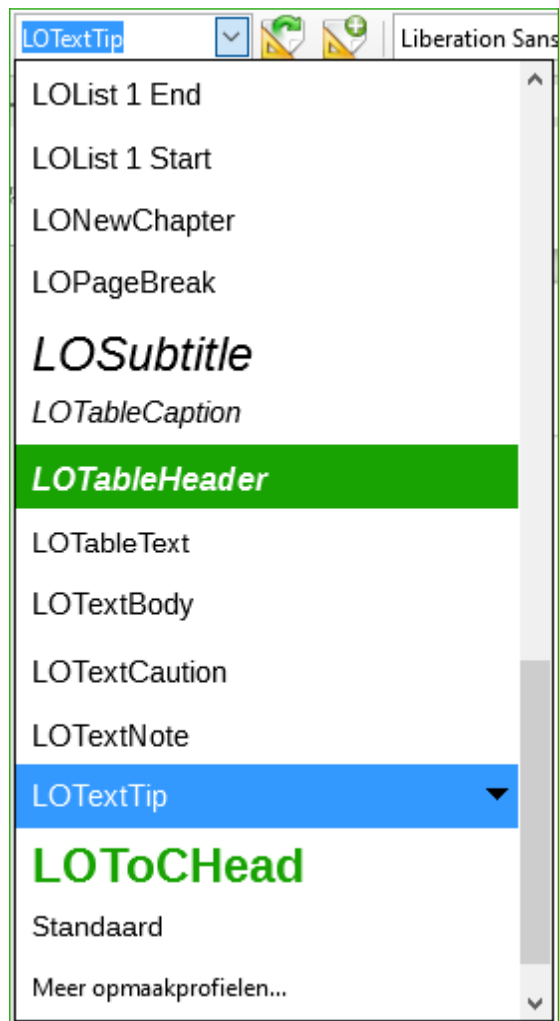 LOTextTip
Liberation Sans
LOList 1 End
LOList 1 Start
LONewChapter
LOPageBreak
LOSubtitle
LOTableCaption
LOTableHeader
LOTableText
LOTextBody
LOTextCaution
LOTextNote
LOTextTip
LOToCHead
Standaard
Meer opmaakprofielen...